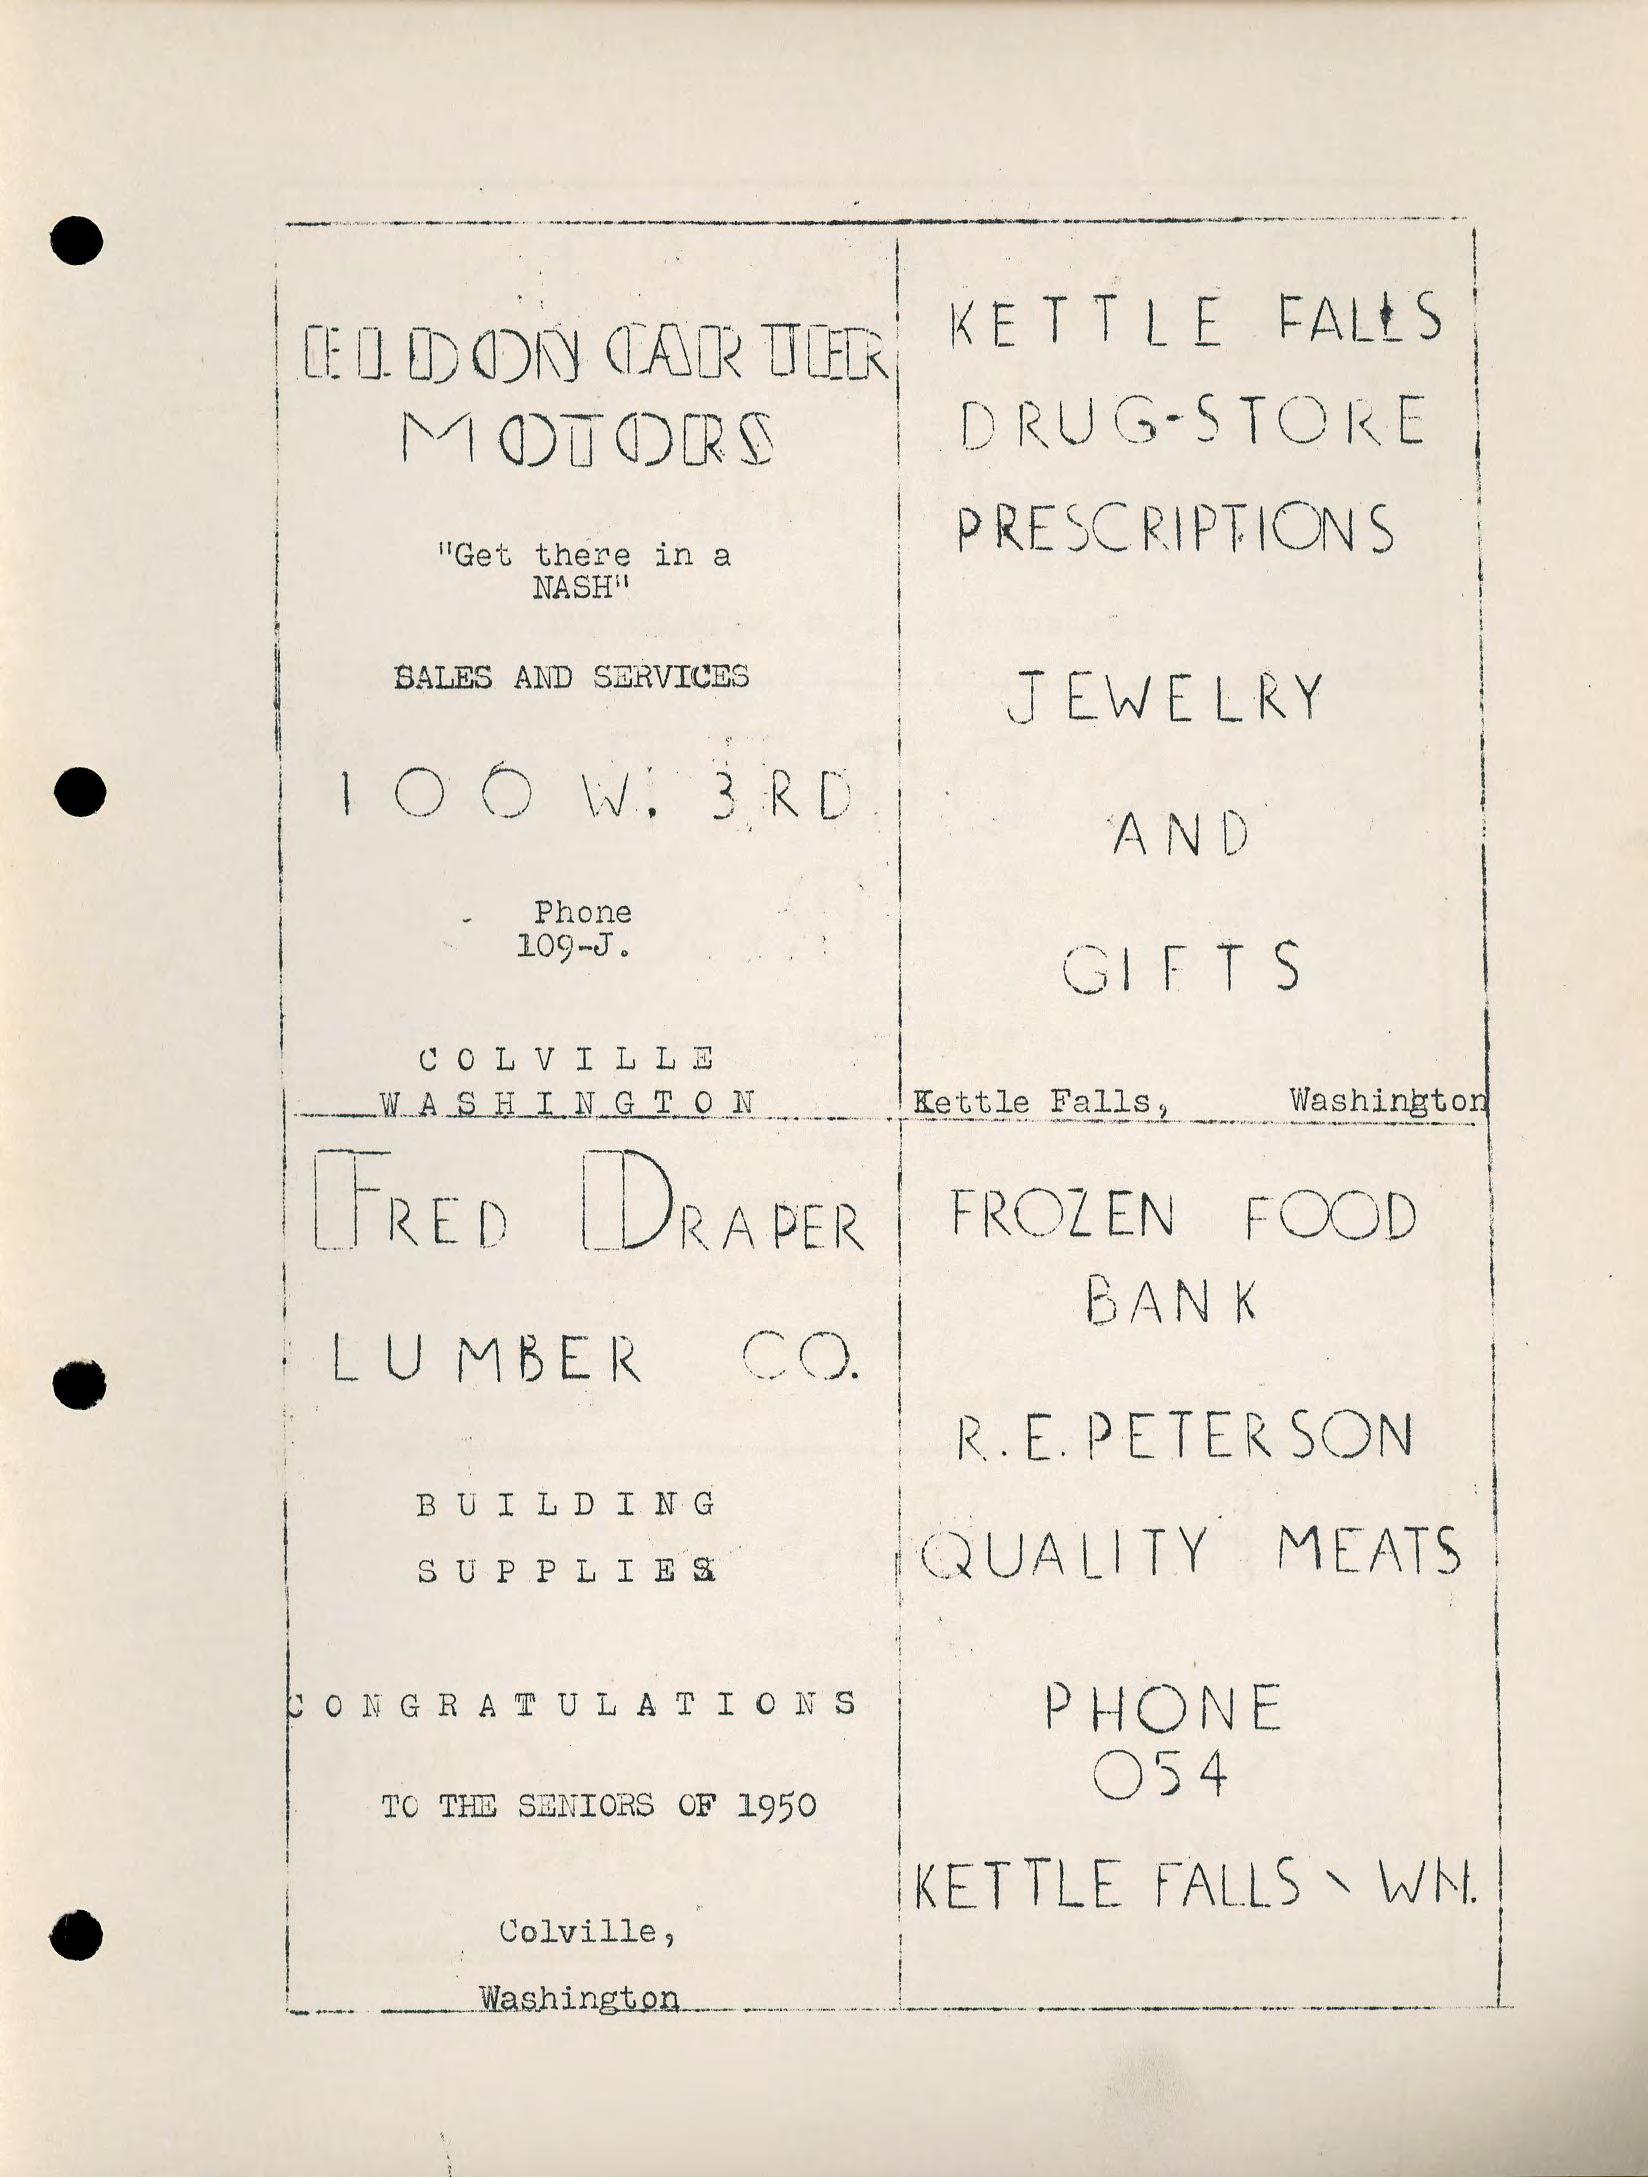 ELDON CARTER
MOTORS
"Get there in a
NASH"
SALES AND SERVICES
100 W. 3RD
Phone
109-J.
COLVILLE
WASHINGTON
KETTLE FALLS
DRUG-STORE
PRESCRIPTIONS
JEWELRY
AND
GIFTS
Kettle Falls, Washington
FRED DRAPER
LUMBER CO.
BUILDING
SUPPLIES
CONGRATULATIONS
TO THE SENIORS OF 1950
Colville,
Washington
FROZEN FOOD
BANK
R.E. PETERSON
QUALITY MEATS
PHONE
054
KETTLE FALLS \ WN.